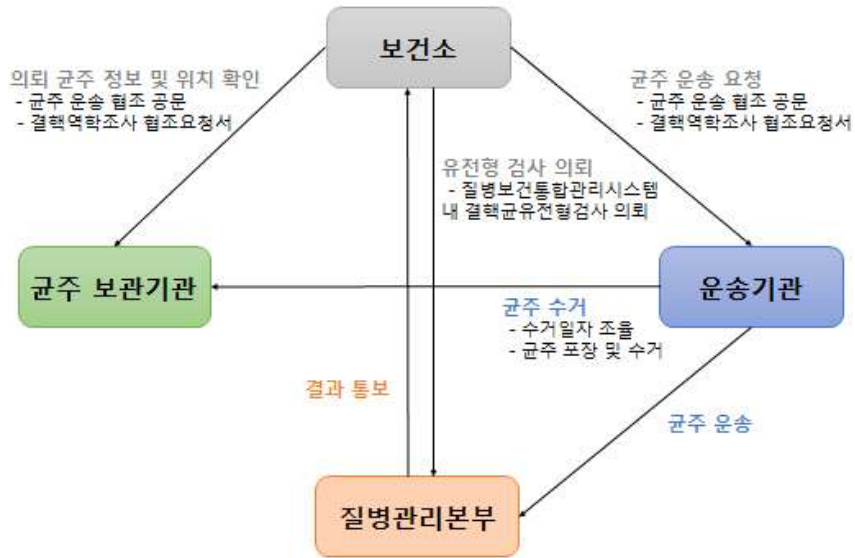 보건소
의뢰 균주 정보 및 위치 확인
- 균주 운송 협조 공문
- 결핵역학조사 협조요청서
균주 운송 요청
- 균주 운송 협조 공문
- 결핵역학조사 협조요청서
유전형 검사 의뢰
- 질병보건통합관리시스템
내 결핵균유전형검사 의뢰
균주 보관기관
운송기관
균주 수거
- 수거일자 조율
- 균주 포장 및 수거
결과 통보
균주 운송
질병관리본부